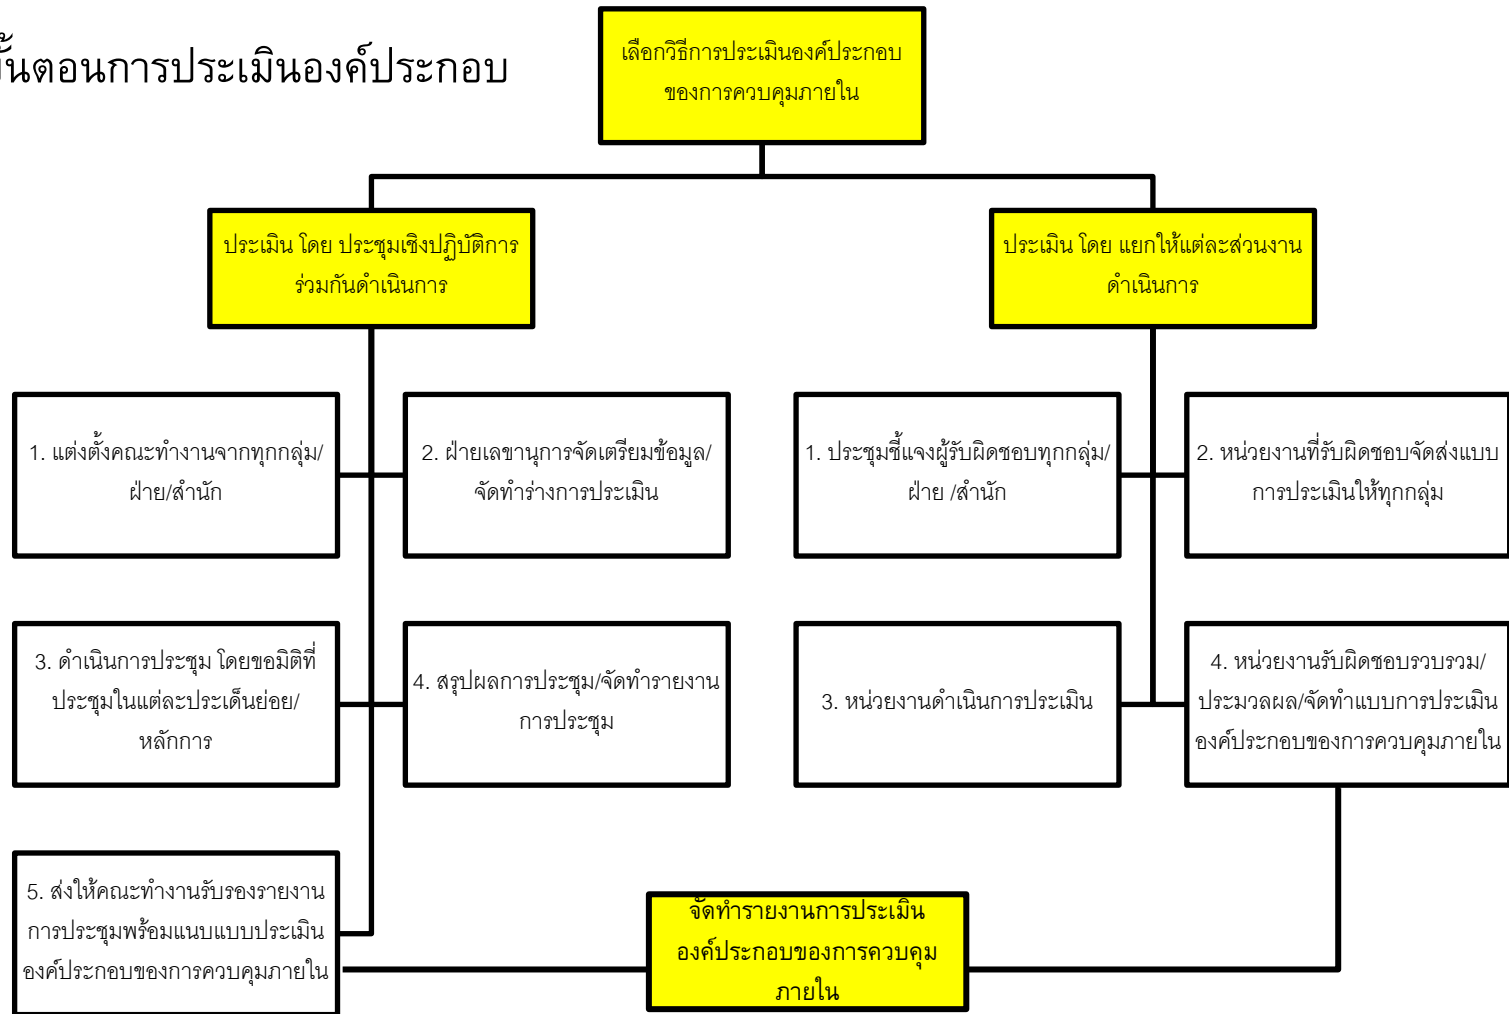 ขั้นตอนการประเมินองค์ประกอบ
เลือกวิธีการประเมินองค์ประกอบ
ของการควบคุมภายใน
ประเมิน โดย ประชุมเชิงปฏิบัติการ
ร่วมกันดำเนินการ
ประเมิน โดย แยกให้แต่ละส่วนงาน
ดำเนินการ
1. แต่งตั้งคณะทำงานจากทุกกลุ่ม/
ฝ่าย/สำนัก
2. ฝ่ายเลขานุการจัดเตรียมข้อมูล/
จัดทำร่างการประเมิน
1. ประชุมชี้แจงผู้รับผิดชอบทุกกลุ่ม/
ฝ่าย /สำนัก
2. หน่วยงานที่รับผิดชอบจัดส่งแบบ
การประเมินให้ทุกกลุ่ม
3. ดำเนินการประชุม โดยขอมิติที่
ประชุมในแต่ละประเด็นย่อย/
หลักการ
4. สรุปผลการประชุม/จัดทำรายงาน
การประชุม
3. หน่วยงานดำเนินการประเมิน
4. หน่วยงานรับผิดชอบรวบรวม/
ประมวลผล/จัดทำแบบการประเมิน
องค์ประกอบของการควบคุมภายใน
5. ส่งให้คณะทำงานรับรองรายงาน
การประชุมพร้อมแนบแบบประเมิน
องค์ประกอบของการควบคุมภายใน
จัดทำรายงานการประเมิน
องค์ประกอบของการควบคุม
ภายใน